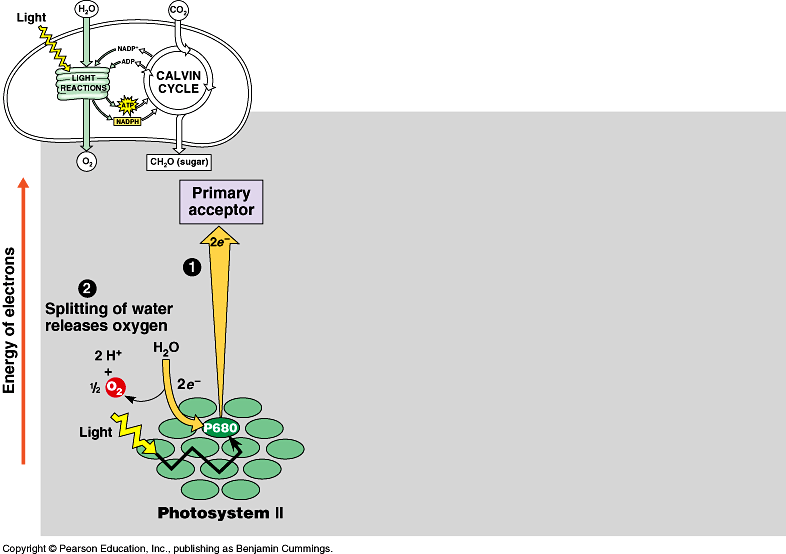 Light
H₂O
CO₂
NADP⁺
ADP
LIGHT
REACTIONS
CALVIN
CYCLE
ATP
NADPH
O₂
CH₂O (sugar)
Primary
acceptor
2e⁻
1
Energy of electrons
2
Splitting of water
releases oxygen
H₂O
2 H⁺
+
½ O₂
2e⁻
Light
P680
Photosystem II
Copyright © Pearson Education, Inc., publishing as Benjamin Cummings.